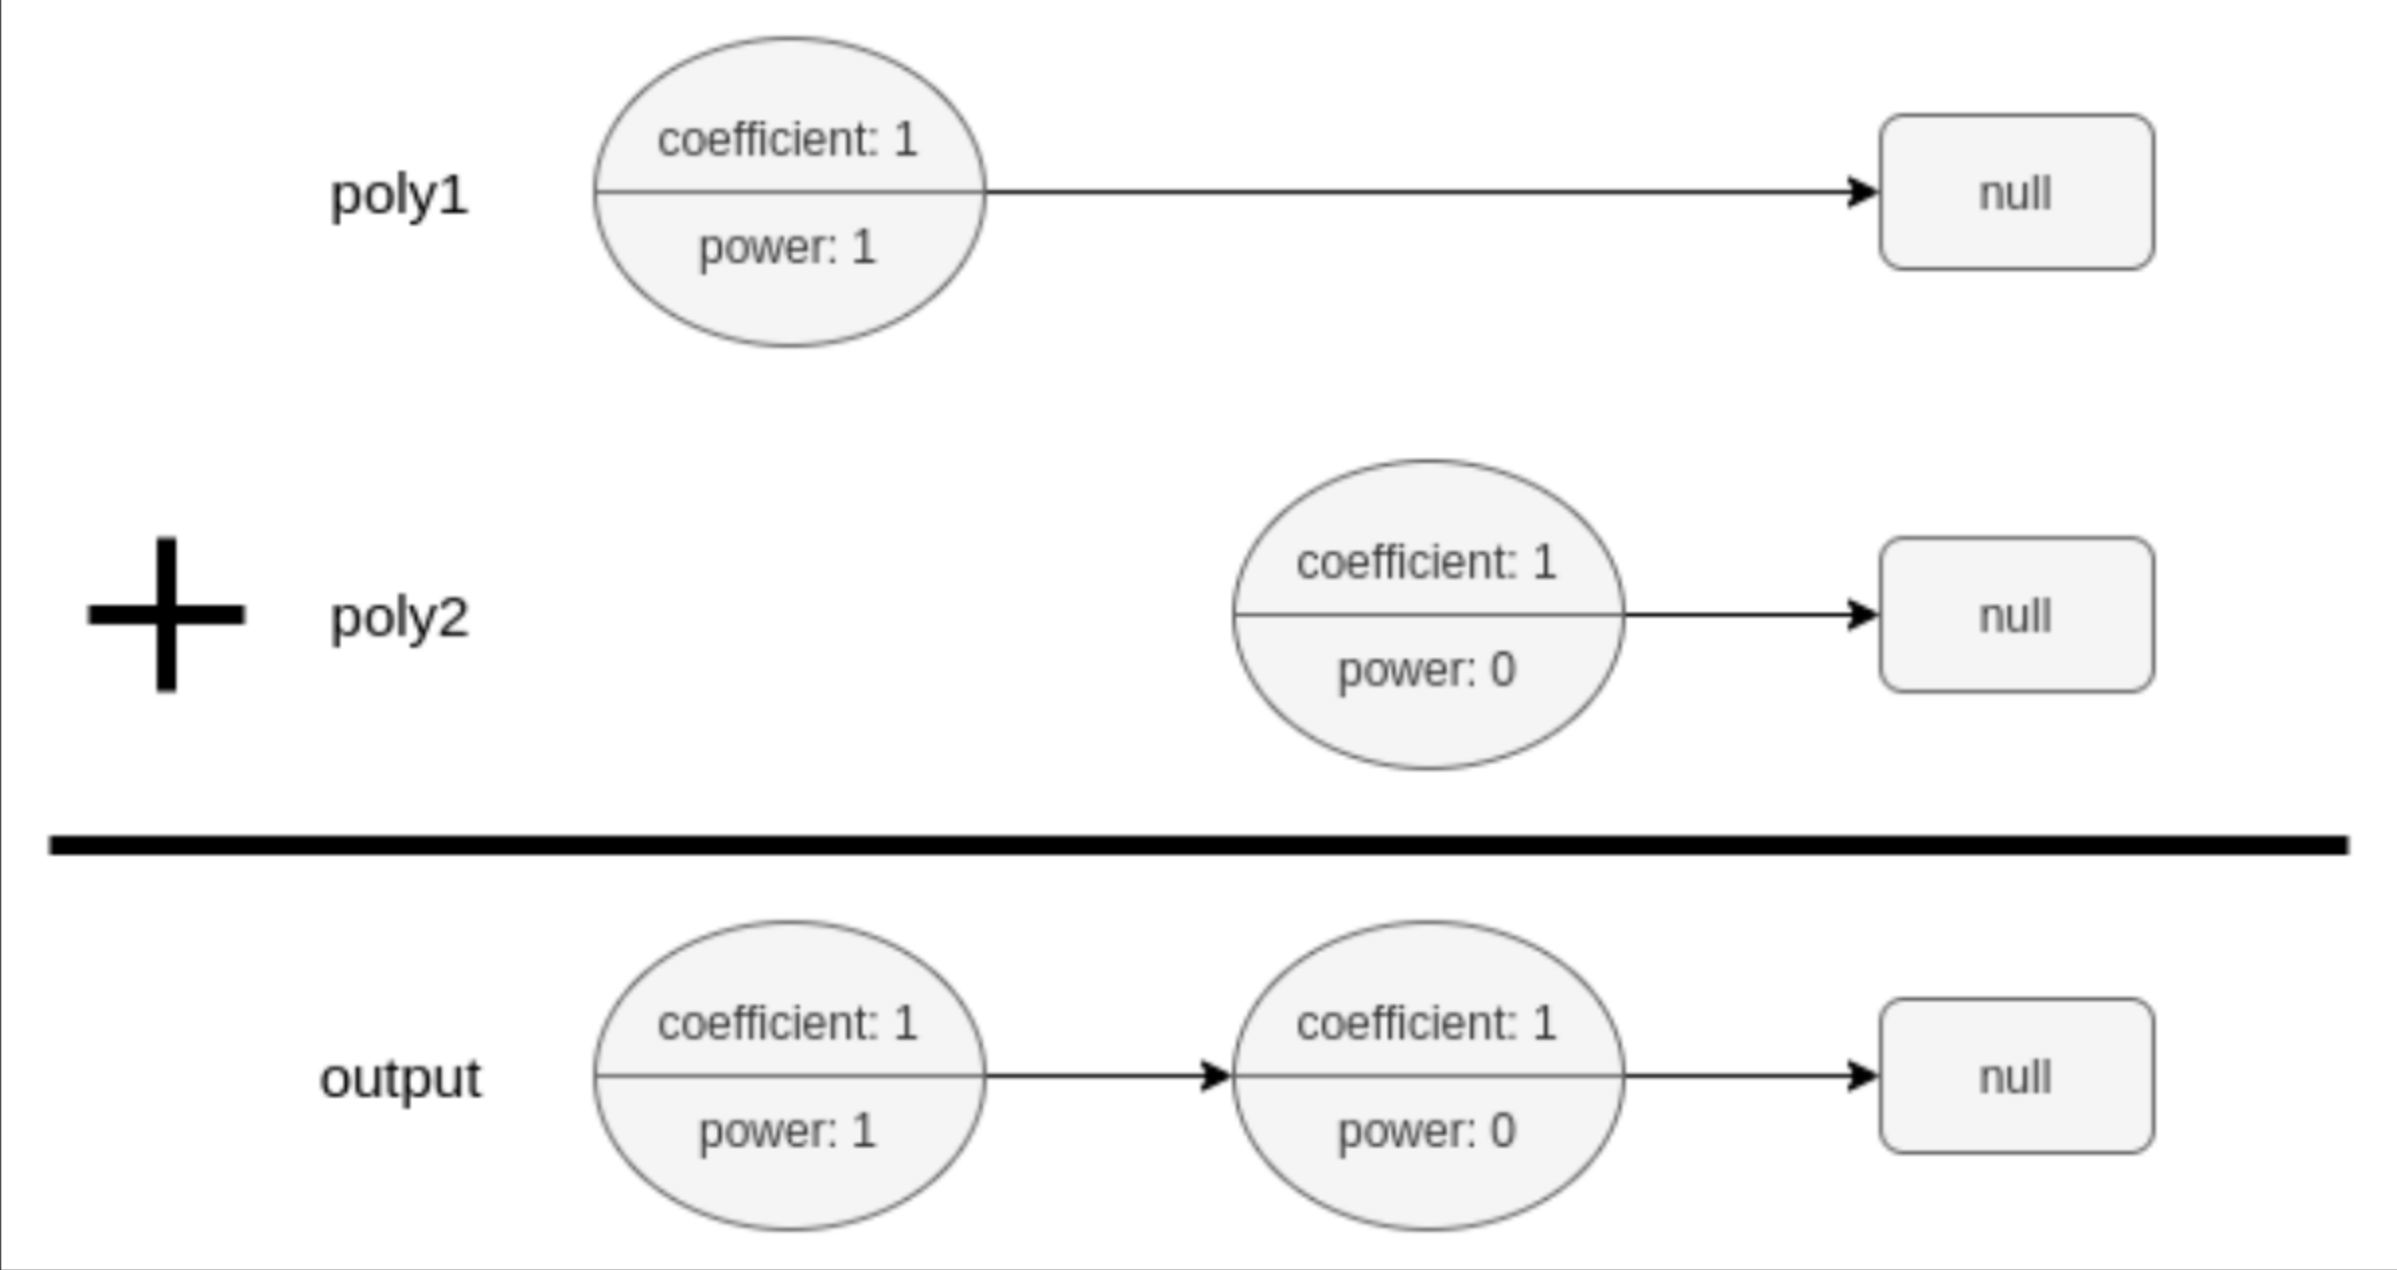 coefficient: 1
poly1
null
power: 1
coefficient: 1
poly2
null
power: 0
coefficient: 1
coefficient: 1
output
null
power: 1
power: 0